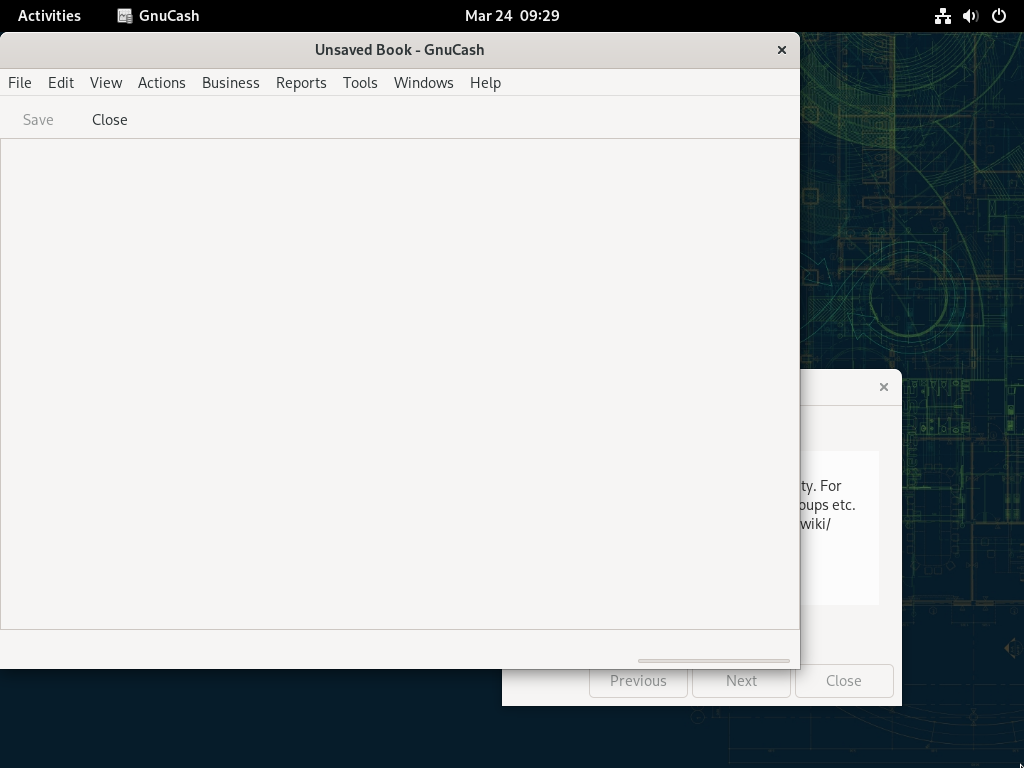 Activities GnuCash Mar 24 09:29
Unsaved Book - GnuCash
File Edit View Actions Business Reports Tools Windows Help
Save Close
ty. For
oups etc.
wiki/
Previous Next Close